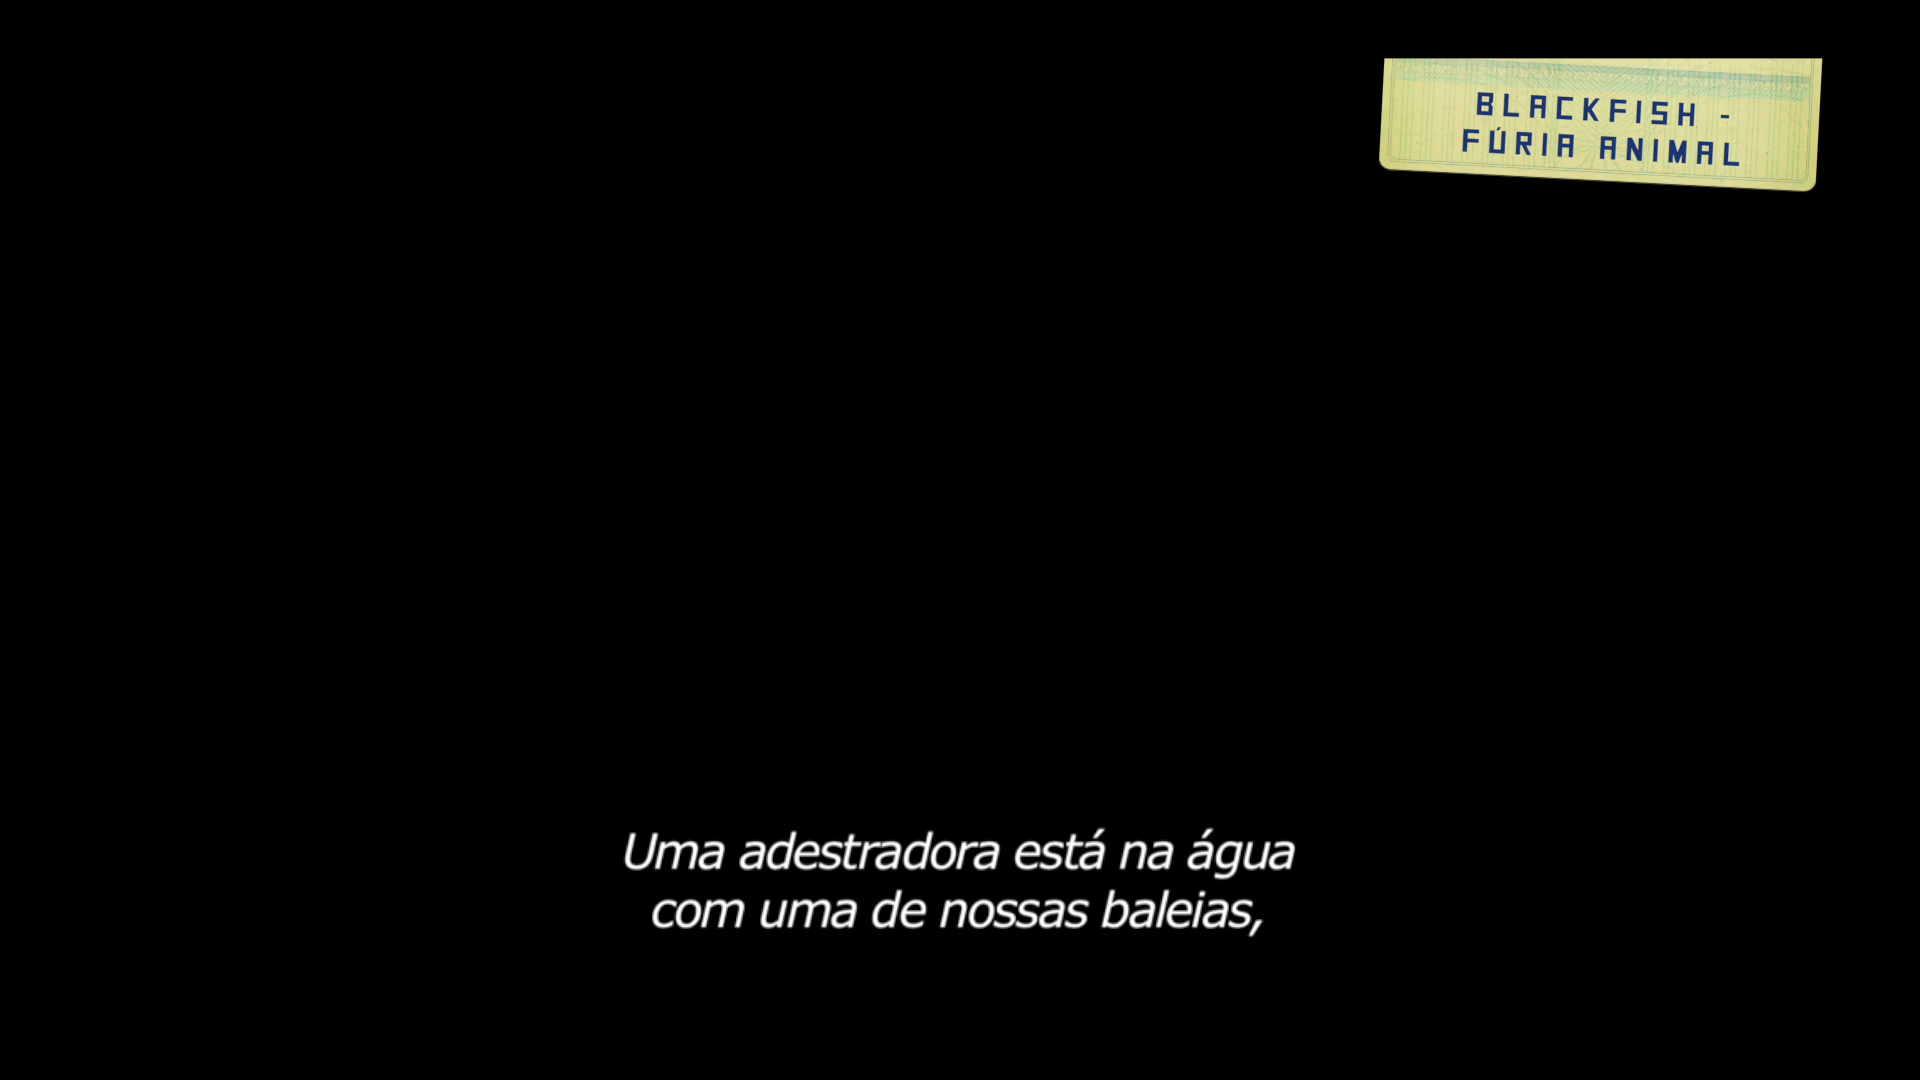 BLACKFISH -
FÚRIA ANIMAL
Uma adestradora está na água
com uma de nossas baleias,